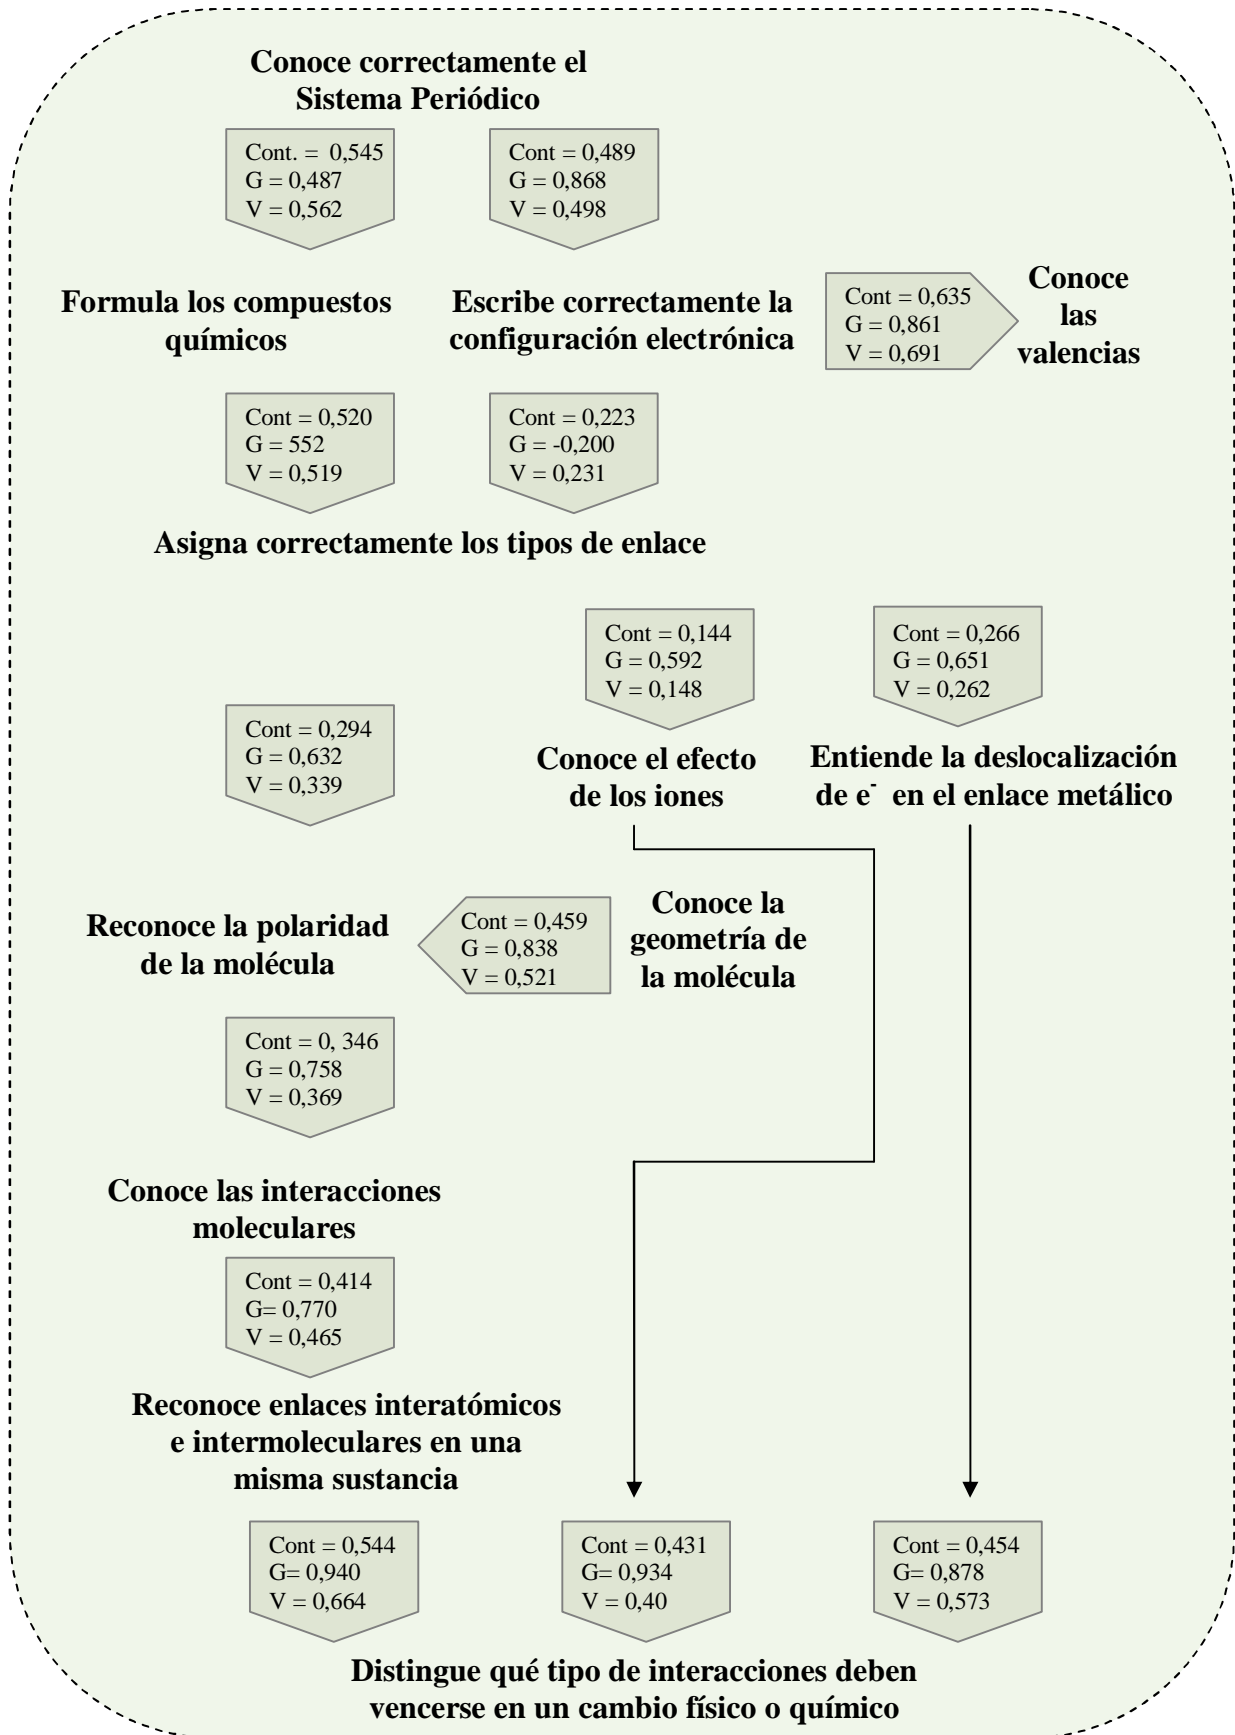 Conoce correctamente el
Sistema Periódico
Cont. = 0,545
G = 0,487
V = 0,562
Cont = 0,489
G = 0,868
V = 0,498
Formula los compuestos
químicos
Escribe correctamente la
configuración electrónica
Cont = 0,635
G = 0,861
V = 0,691
Conoce
las
valencias
Cont = 0,520
G = 552
V = 0,519
Cont = 0,223
G = -0,200
V = 0,231
Asigna correctamente los tipos de enlace
Cont = 0,144
G = 0,592
V = 0,148
Cont = 0,266
G = 0,651
V = 0,262
Cont = 0,294
G = 0,632
V = 0,339
Conoce el efecto
de los iones
Entiende la deslocalización
de e⁻ en el enlace metálico
Reconoce la polaridad
de la molécula
Cont = 0,459
G = 0,838
V = 0,521
Conoce la
geometría de
la molécula
Cont = 0, 346
G = 0,758
V = 0,369
Conoce las interacciones
moleculares
Cont = 0,414
G= 0,770
V = 0,465
Reconoce enlaces interatómicos
e intermoleculares en una
misma sustancia
Cont = 0,544
G= 0,940
V = 0,664
Cont = 0,431
G= 0,934
V = 0,40
Cont = 0,454
G= 0,878
V = 0,573
Distingue qué tipo de interacciones deben
vencerse en un cambio físico o químico